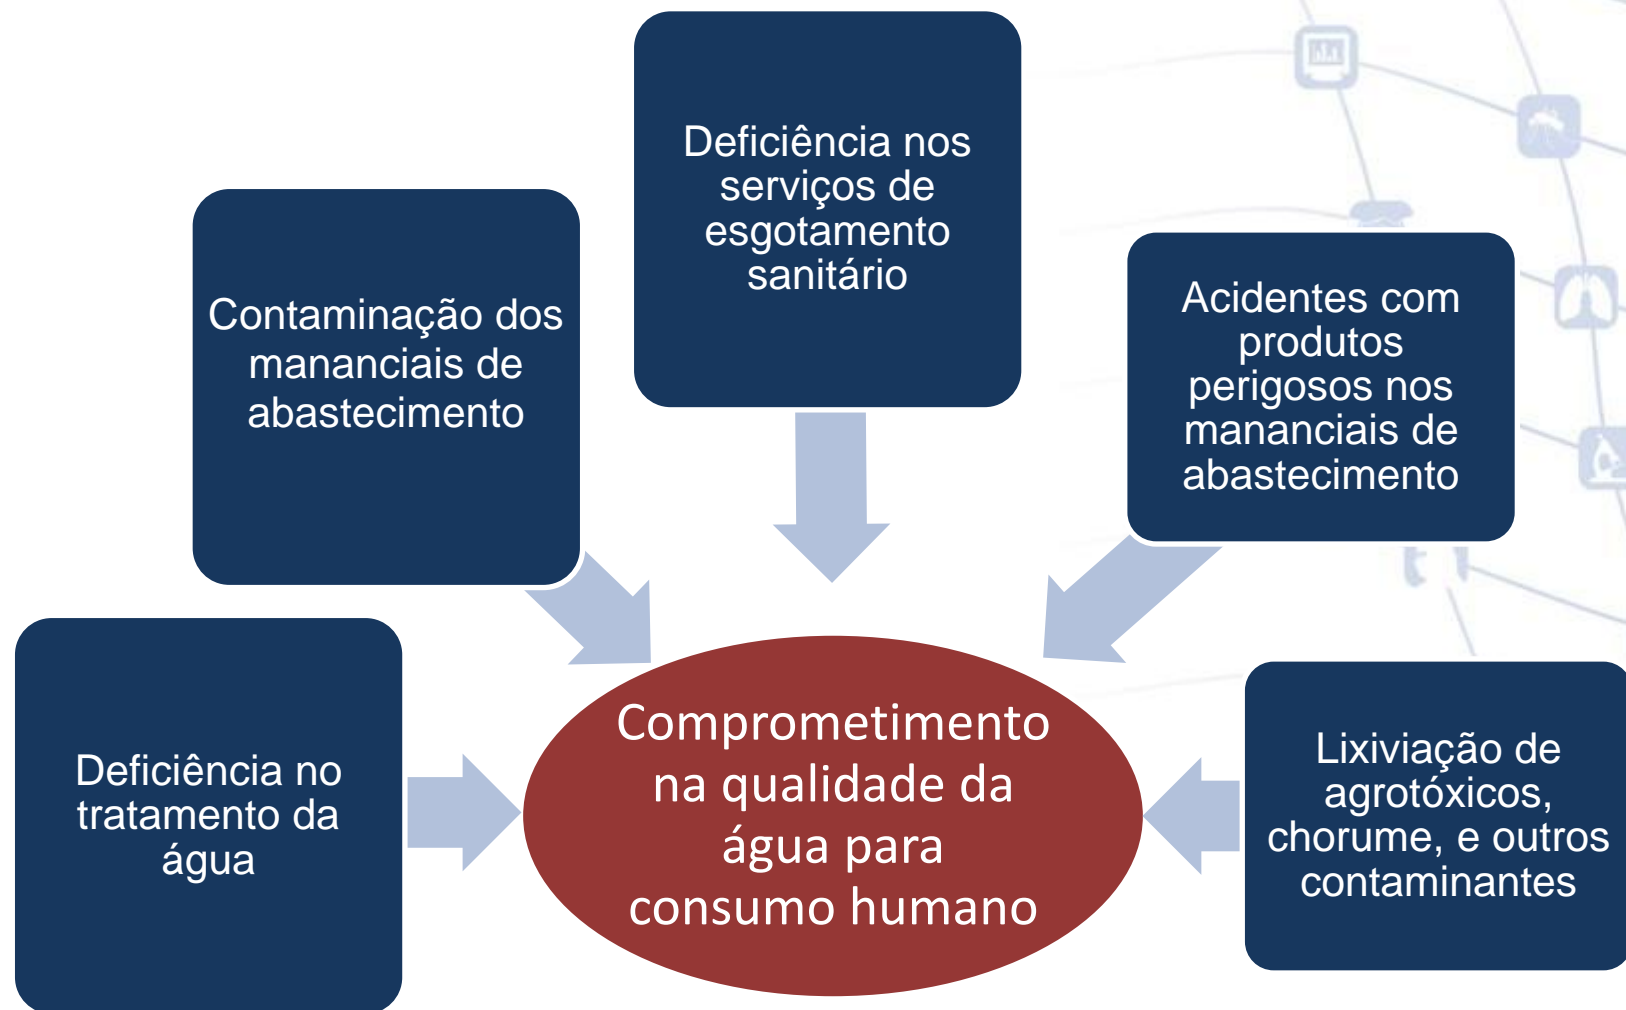 Deficiência nos
serviços de
esgotamento
sanitário
Contaminação dos
mananciais de
abastecimento
Acidentes com
produtos
perigosos nos
mananciais de
abastecimento
Deficiência no
tratamento da
água
Comprometimento
na qualidade da
água para
consumo humano
Lixiviação de
agrotóxicos,
chorume, e outros
contaminantes